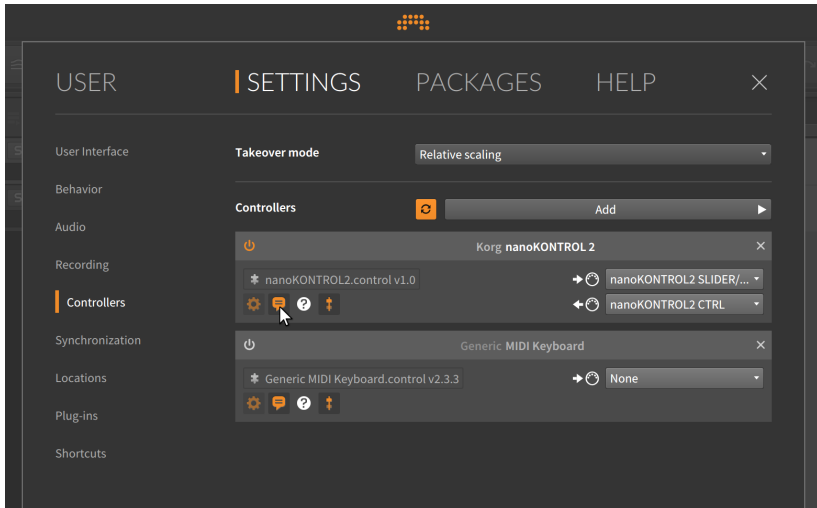 USER
SETTINGS
PACKAGES
HELP
User Interface
Behavior
Audio
Recording
Controllers
Synchronization
Locations
Plug-ins
Shortcuts
Takeover mode
Relative scaling
Controllers
Add
Korg nanoKONTROL 2
nanoKONTROL2.control v1.0
nanoKONTROL2 SLIDER/...
nanoKONTROL2 CTRL
Generic MIDI Keyboard
Generic MIDI Keyboard.control v2.3.3
None